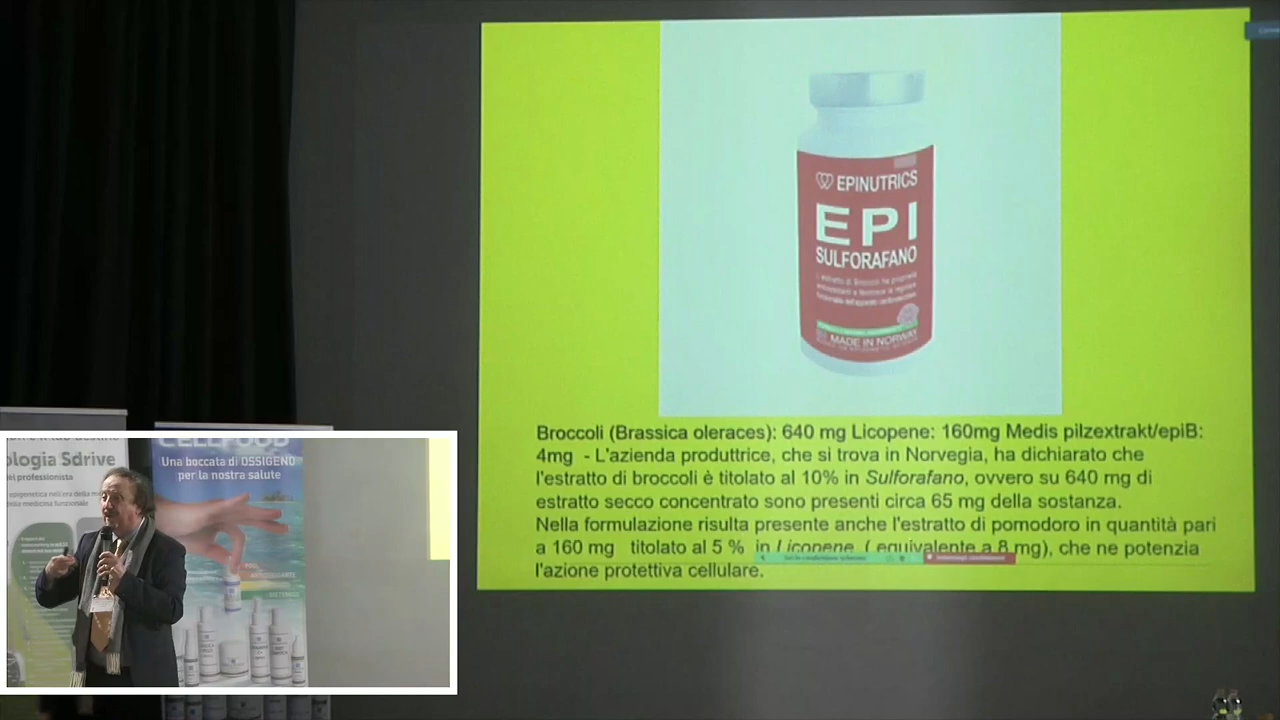 EPINUTRICS
EPI
SULFORAFANO
MADE IN NORWAY
Broccoli (Brassica oleraces): 640 mg Licopene: 160mg Medis pilzextrakt/epiB:
4mg - L'azienda produttrice, che si trova in Norvegia, ha dichiarato che
l'estratto di broccoli è titolato al 10% in Sulforafano, ovvero su 640 mg di
estratto secco concentrato sono presenti circa 65 mg della sostanza.
Nella formulazione risulta presente anche l'estratto di pomodoro in quantità pari
a 160 mg titolato al 5 % in Licopene ( equivalente a 8 mg), che ne potenzia
l'azione protettiva cellulare.
ologia Sdrive
professionista
CELLFOOD
Una boccata di OSSIGENO
per la nostra salute